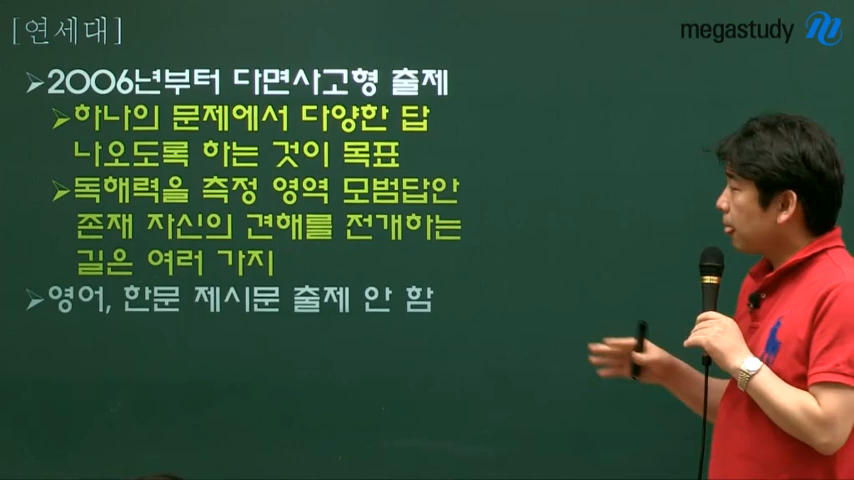 [연세대]
megastudy
2006년부터 다면사고형 출제
하나의 문제에서 다양한 답
나오도록 하는 것이 목표
독해력을 측정 영역 모범답안
존재 자신의 견해를 전개하는
길은 여러 가지
영어, 한문 제시문 출제 안 함